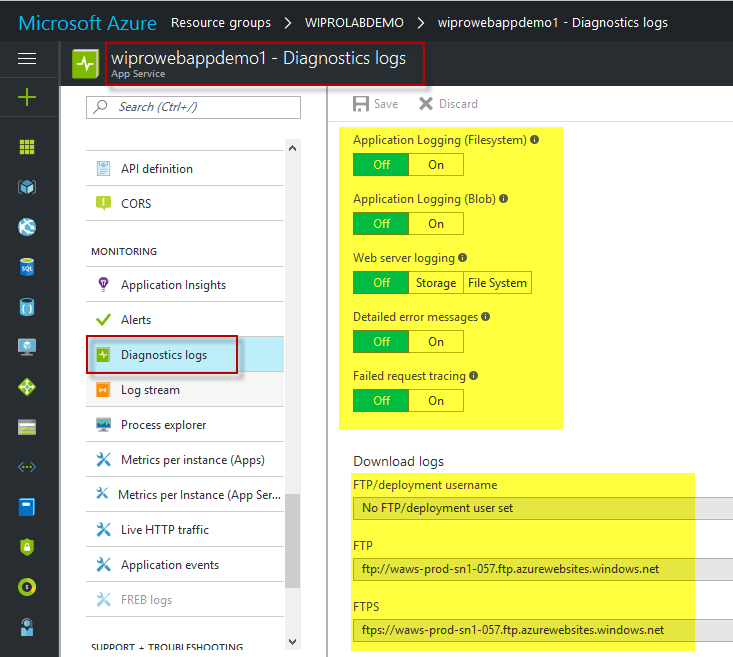 Microsoft Azure Resource groups > WIPROLABDEMO > wiprowebappdemo1 - Diagnostics logs
wiprowebappdemo1 - Diagnostics logs
App Service
Search (Ctrl+/)
API definition
CORS
MONITORING
Application Insights
Alerts
Diagnostics logs
Log stream
Process explorer
Metrics per instance (Apps)
Metrics per Instance (App Ser...
Live HTTP traffic
Application events
FREB logs
SUPPORT + TROUBLESHOOTING
Save Discard
Application Logging (Filesystem)
Off On
Application Logging (Blob)
Off On
Web server logging
Off Storage File System
Detailed error messages
Off On
Failed request tracing
Off On
Download logs
FTP/deployment username
No FTP/deployment user set
FTP
ftp://waws-prod-sn1-057.ftp.azurewebsites.windows.net
FTPS
ftps://waws-prod-sn1-057.ftp.azurewebsites.windows.net